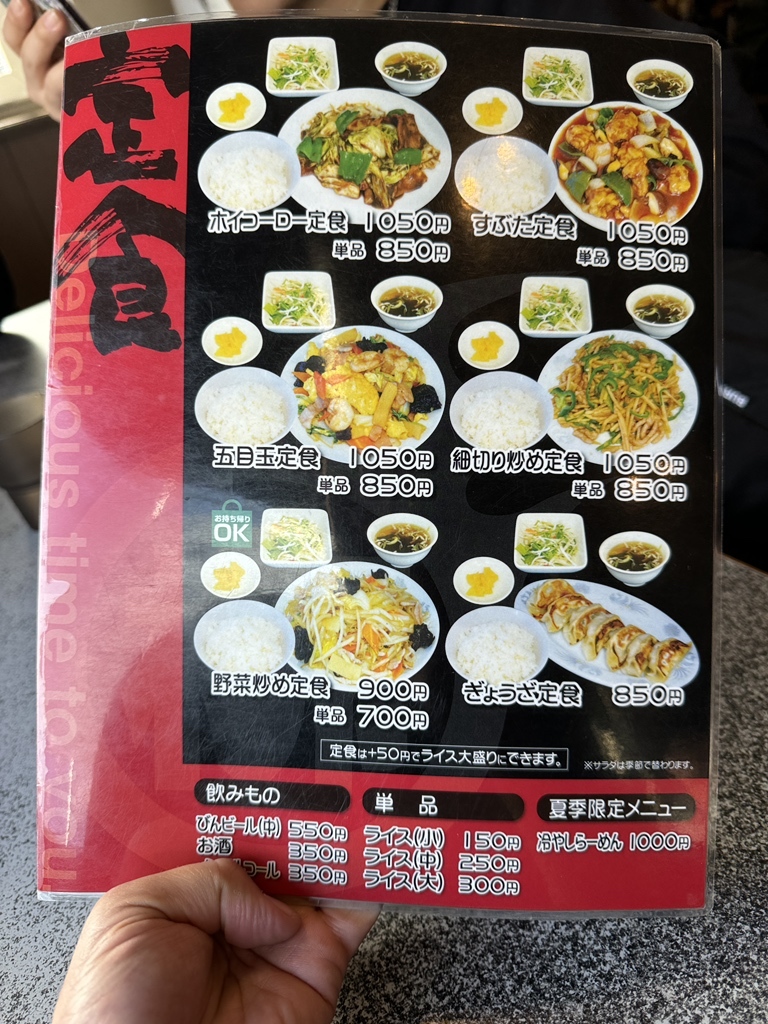 定食
Delicious time to you.
ホイコーロー定食 1050円
単品 850円
すぶた定食 1050円
単品 850円
五目玉定食 1050円
単品 850円
細切り炒め定食 1050円
単品 850円
お持ち帰り
OK
野菜炒め定食 900円
単品 700円
ぎょうざ定食 850円
定食は+50円でライス大盛りにできます。
※サラダは季節で替わります。
飲みもの
びんビール(中) 550円
お酒 350円
コール 350円
単品
ライス(小) 150円
ライス(中) 250円
ライス(大) 300円
夏季限定メニュー
冷やしらーめん 1000円